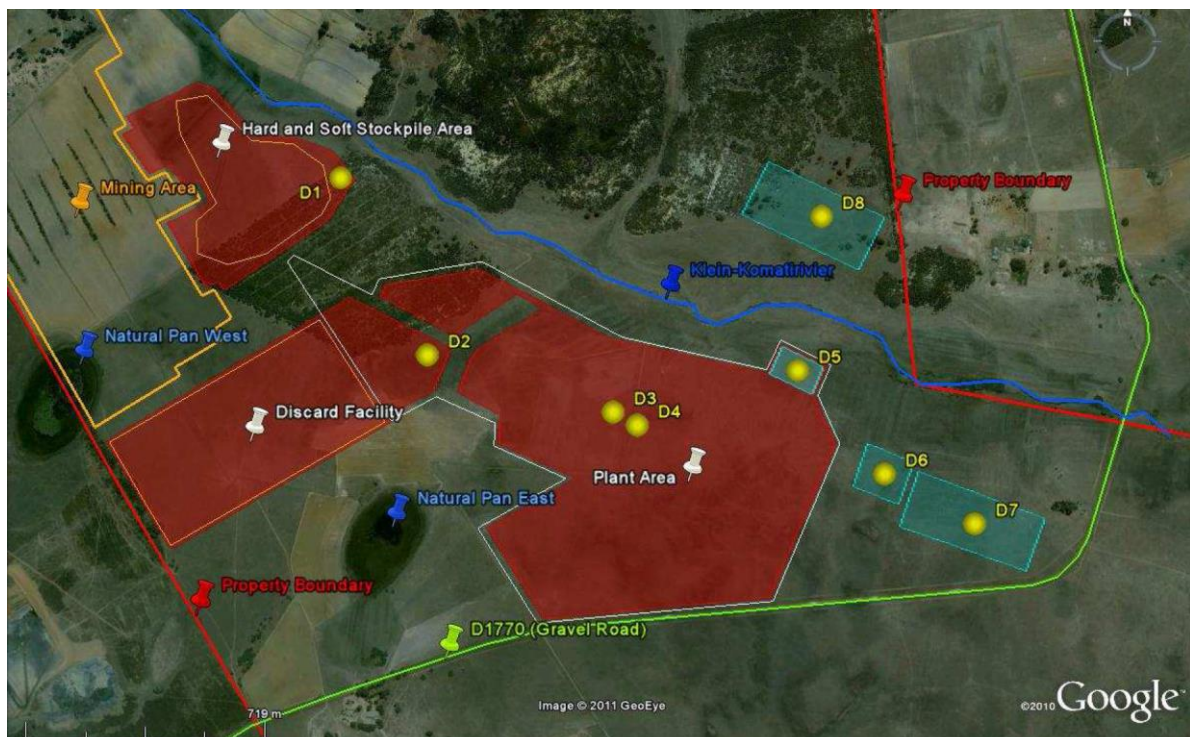 N
Hard and Soft Stockpile Area
D1
Mining Area
D8
Property Boundary
Klein-Komatirivier
Natural Pan West
D2
D5
Discard Facility
D3
D4
Plant Area
D6
Natural Pan East
D7
Property Boundary
D1770 (Gravel Road)
719 m
Image © 2011 GeoEye
©2010 Google™